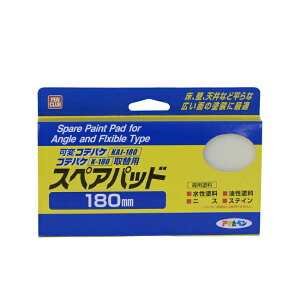 PEN CLUB
床、壁、天井など平らな
広い面の塗装に最適
Spare Paint Pad for
Angle and Flxible Type
可変コテバケ KAJ-180
コテバケ K-180 取替用
スペアパッド
180mm
適用塗料
■水性塗料 ■油性塗料
■ニス ■ステイン
アサヒペン